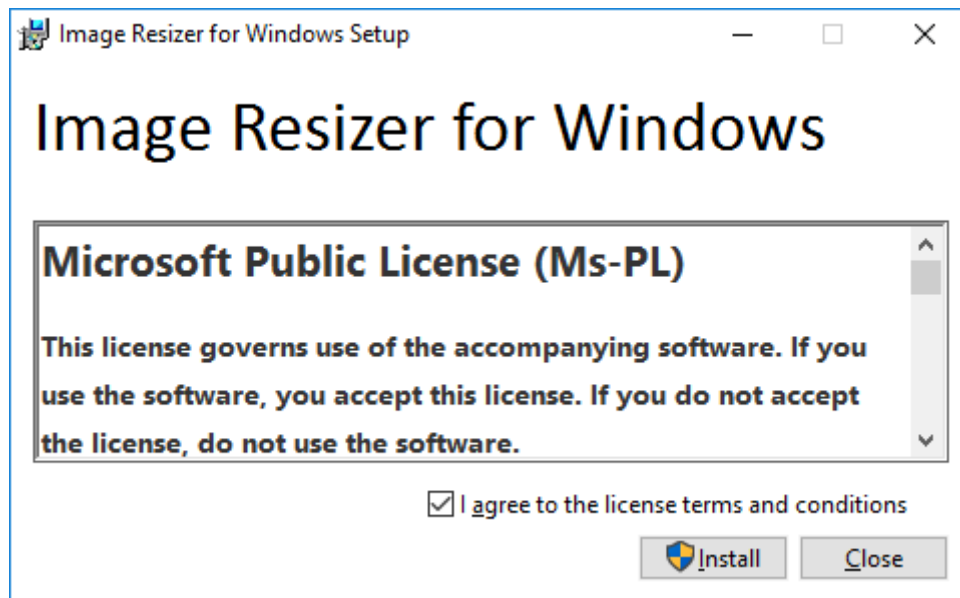 Image Resizer for Windows Setup
Image Resizer for Windows
Microsoft Public License (Ms-PL)
This license governs use of the accompanying software. If you
use the software, you accept this license. If you do not accept
the license, do not use the software.
I agree to the license terms and conditions
Install
Close